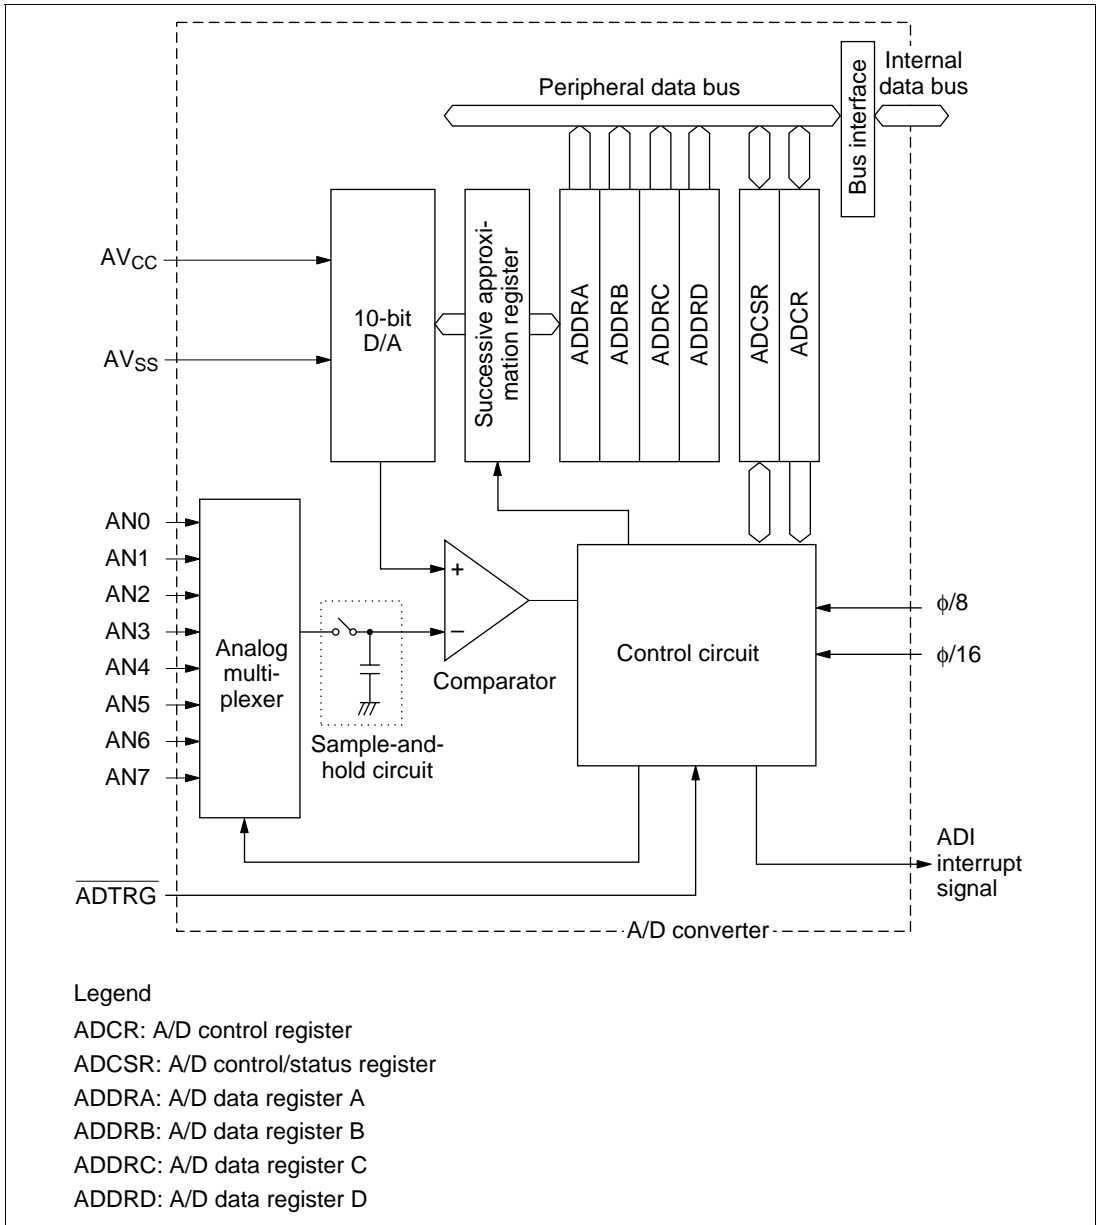 Internal
data bus
Peripheral data bus
Bus interface
AVCC
AVSS
10-bit
D/A
Successive approxi-
mation register
ADDRA
ADDRB
ADDRC
ADDRD
ADCSR
ADCR
AN0
AN1
AN2
AN3
AN4
AN5
AN6
AN7
Analog
multi-
plexer
+
−
Comparator
Sample-and-
hold circuit
Control circuit
ϕ/8
ϕ/16
ADI
interrupt
signal
ADTRG
A/D converter
Legend
ADCR: A/D control register
ADCSR: A/D control/status register
ADDRA: A/D data register A
ADDRB: A/D data register B
ADDRC: A/D data register C
ADDRD: A/D data register D